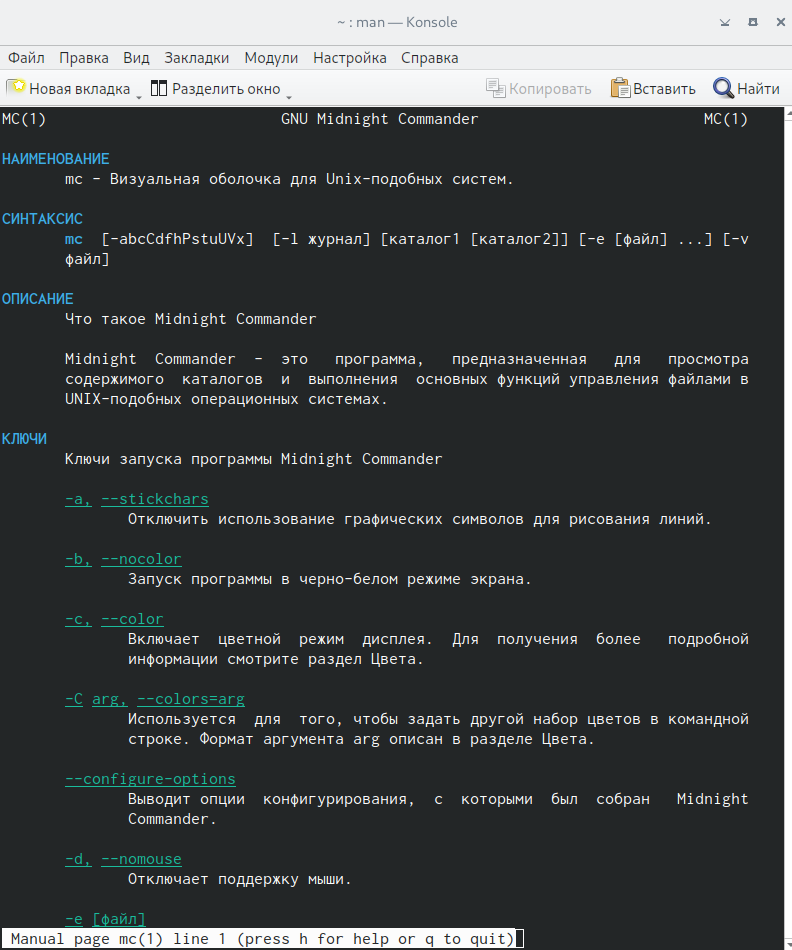 ~ : man — Konsole
Файл Правка Вид Закладки Модули Настройка Справка
Новая вкладка Разделить окно Копировать Вставить Найти
MC(1) GNU Midnight Commander MC(1)
НАИМЕНОВАНИЕ
mc - Визуальная оболочка для Unix-подобных систем.
СИНТАКСИС
mc [-abcCdfhPstuUVx] [-l журнал] [каталог1 [каталог2]] [-e [файл] ...] [-v
файл]
ОПИСАНИЕ
Что такое Midnight Commander
Midnight Commander - это программа, предназначенная для просмотра
содержимого каталогов и выполнения основных функций управления файлами в
UNIX-подобных операционных системах.
КЛЮЧИ
Ключи запуска программы Midnight Commander
-a, --stickchars
Отключить использование графических символов для рисования линий.
-b, --nocolor
Запуск программы в черно-белом режиме экрана.
-c, --color
Включает цветной режим дисплея. Для получения более подробной
информации смотрите раздел Цвета.
-C arg, --colors=arg
Используется для того, чтобы задать другой набор цветов в командной
строке. Формат аргумента arg описан в разделе Цвета.
--configure-options
Выводит опции конфигурирования, с которыми был собран Midnight
Commander.
-d, --nomouse
Отключает поддержку мыши.
-e [файл]
Manual page mc(1) line 1 (press h for help or q to quit)